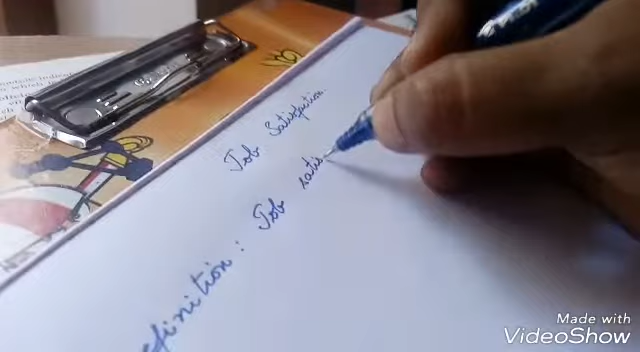 Job Satisfaction.
efinition : Job satis
Made with
VideoShow